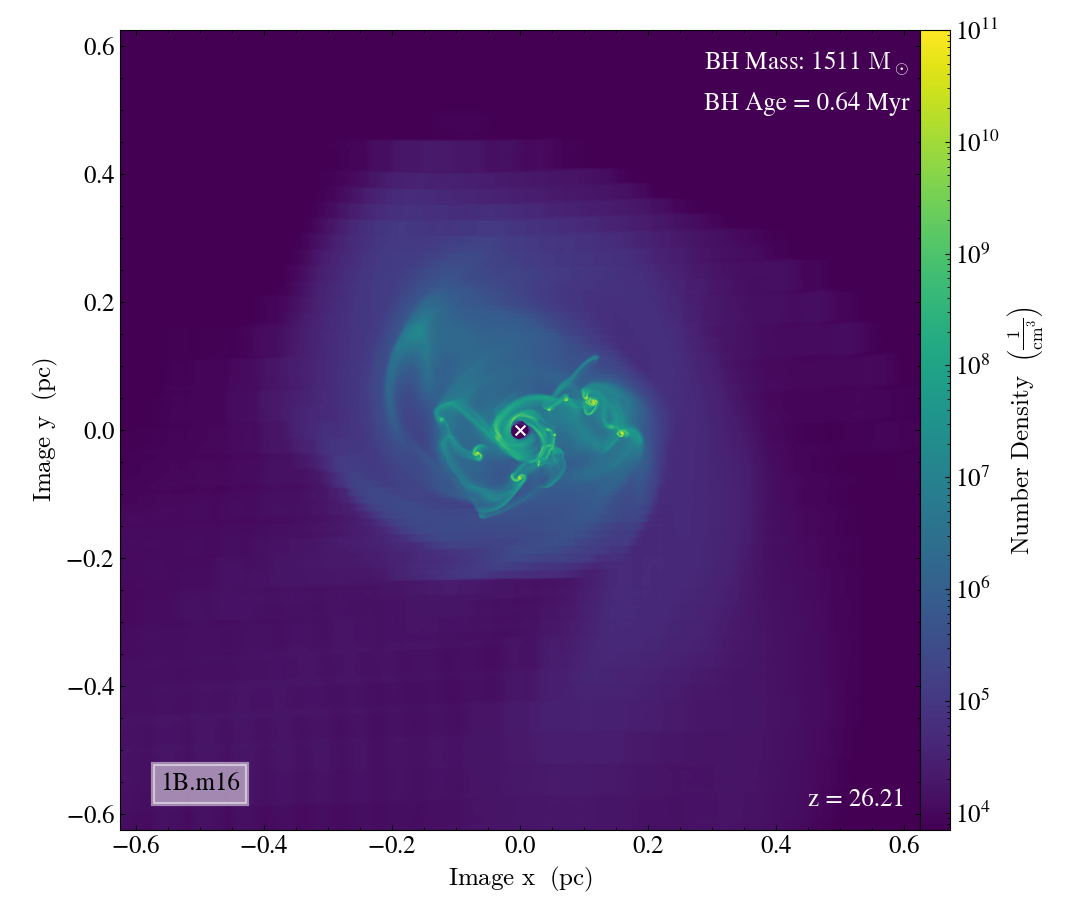 BH Mass: 1511 M⊙
BH Age = 0.64 Myr
1B.m16
z = 26.21
0.6
0.4
0.2
0.0
−0.2
−0.4
−0.6
Image y (pc)
−0.6 −0.4 −0.2 0.0 0.2 0.4 0.6
Image x (pc)
10¹¹
10¹⁰
10⁹
10⁸
10⁷
10⁶
10⁵
10⁴
Number Density (1/cm³)